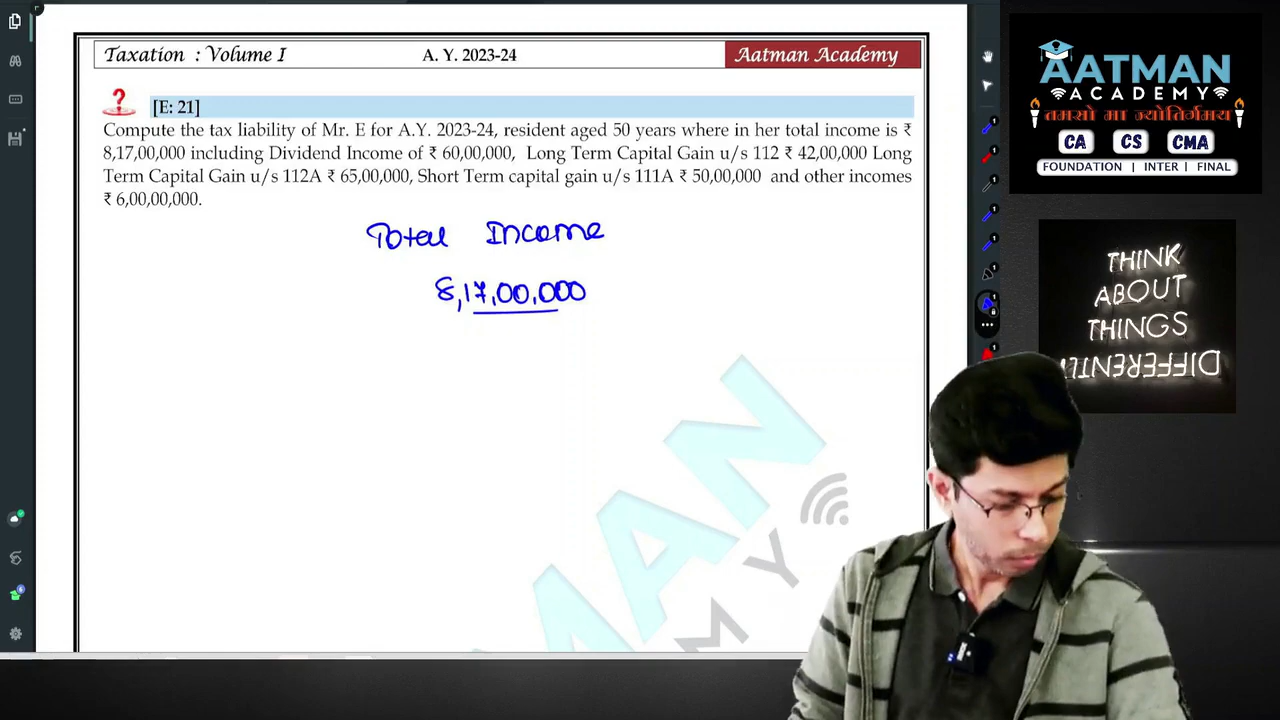 Taxation : Volume I A. Y. 2023-24 Aatman Academy
[E: 21]
Compute the tax liability of Mr. E for A.Y. 2023-24, resident aged 50 years where in her total income is ₹
8,17,00,000 including Dividend Income of ₹ 60,00,000, Long Term Capital Gain u/s 112 ₹ 42,00,000 Long
Term Capital Gain u/s 112A ₹ 65,00,000, Short Term capital gain u/s 111A ₹ 50,00,000 and other incomes
₹ 6,00,00,000.
Total Income
8,17,00,000
MAN
MY
AATMAN
ACADEMY
तमसो मा ज्योतिर्गमय
CA CS CMA
FOUNDATION | INTER | FINAL
THINK
ABOUT
THINGS
DIFFERENTLY